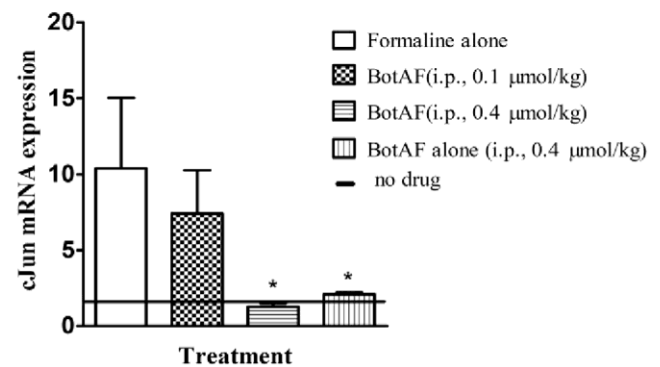 cJun mRNA expression
20
15
10
5
0
*
*
Treatment
Formaline alone
BotAF(i.p., 0.1 μmol/kg)
BotAF(i.p., 0.4 μmol/kg)
BotAF alone (i.p., 0.4 μmol/kg)
no drug